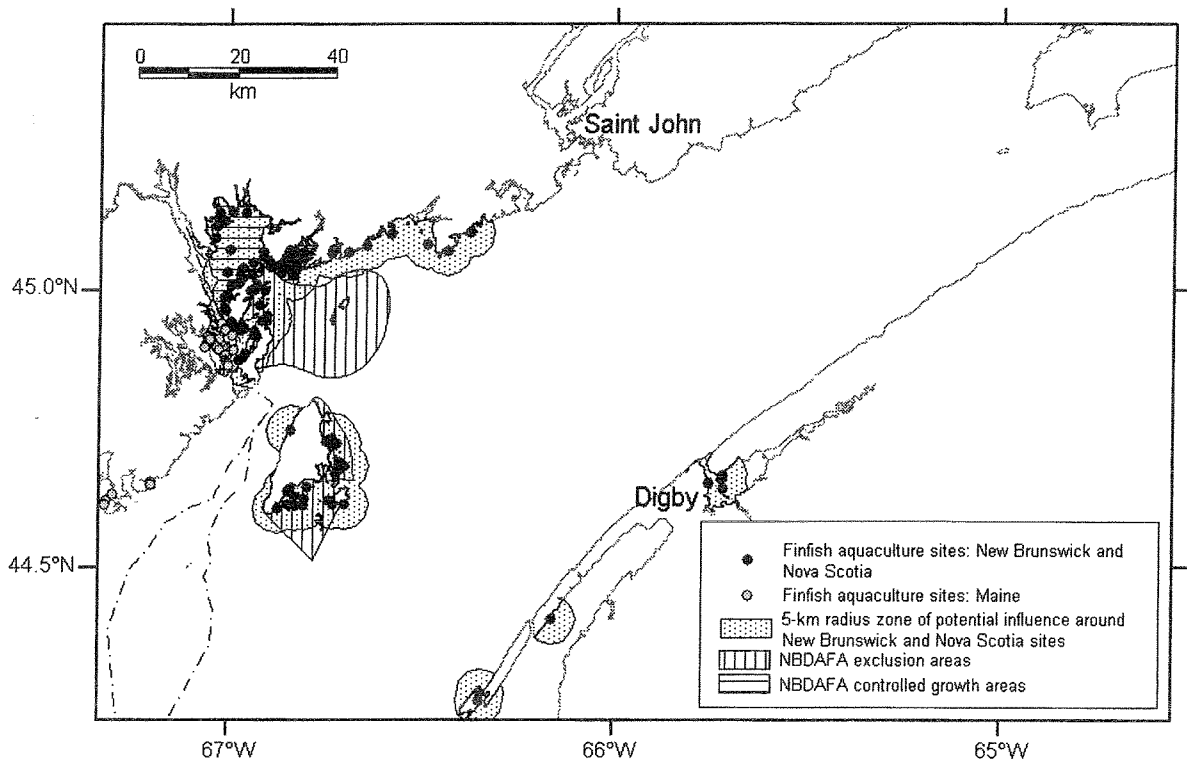 0 20 40
km
Saint John
45.0°N
Digby
44.5°N
Finfish aquaculture sites: New Brunswick and
Nova Scotia
Finfish aquaculture sites: Maine
5-km radius zone of potential influence around
New Brunswick and Nova Scotia sites
NBDAFA exclusion areas
NBDAFA controlled growth areas
67°W 66°W 65°W